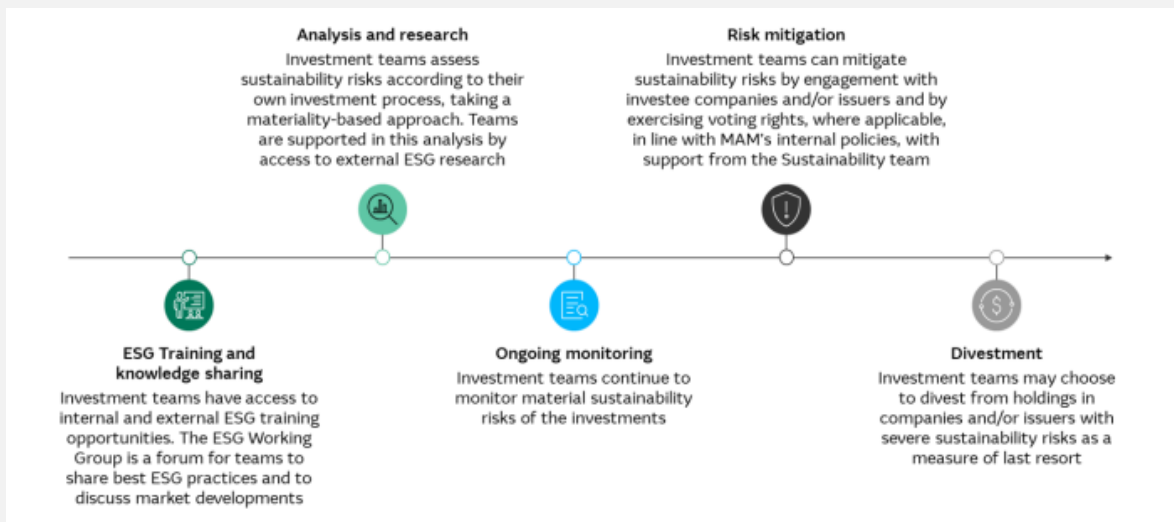 Analysis and research
Investment teams assess
sustainability risks according to their
own investment process, taking a
materiality-based approach. Teams
are supported in this analysis by
access to external ESG research
Risk mitigation
Investment teams can mitigate
sustainability risks by engagement with
investee companies and/or issuers and by
exercising voting rights, where applicable,
in line with MAM's internal policies, with
support from the Sustainability team
ESG Training and
knowledge sharing
Investment teams have access to
internal and external ESG training
opportunities. The ESG Working
Group is a forum for teams to
share best ESG practices and to
discuss market developments
Ongoing monitoring
Investment teams continue to
monitor material sustainability
risks of the investments
Divestment
Investment teams may choose
to divest from holdings in
companies and/or issuers with
severe sustainability risks as a
measure of last resort